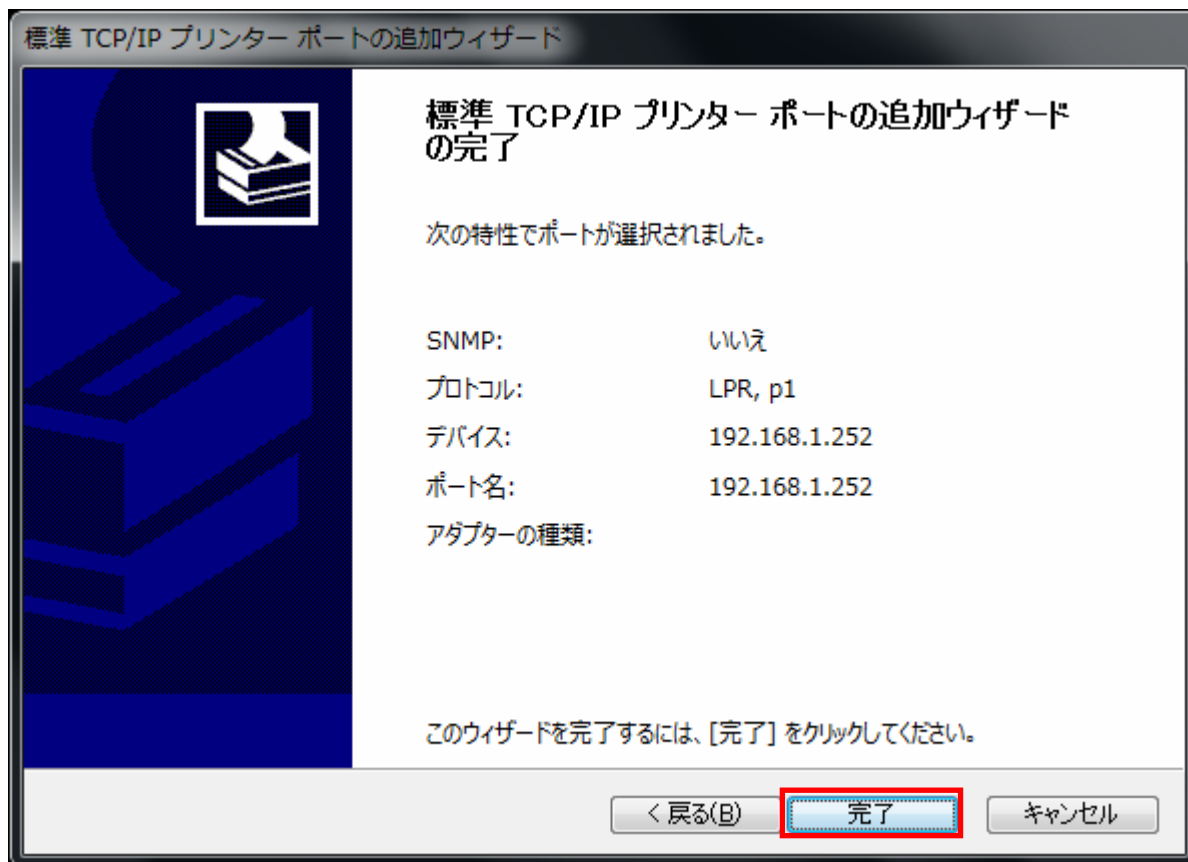 標準 TCP/IP プリンター ポートの追加ウィザード
標準 TCP/IP プリンター ポートの追加ウィザード
の完了
次の特性でポートが選択されました。
SNMP: いいえ
プロトコル: LPR, p1
デバイス: 192.168.1.252
ポート名: 192.168.1.252
アダプターの種類:
このウィザードを完了するには、[完了] をクリックしてください。
< 戻る(B) 完了 キャンセル